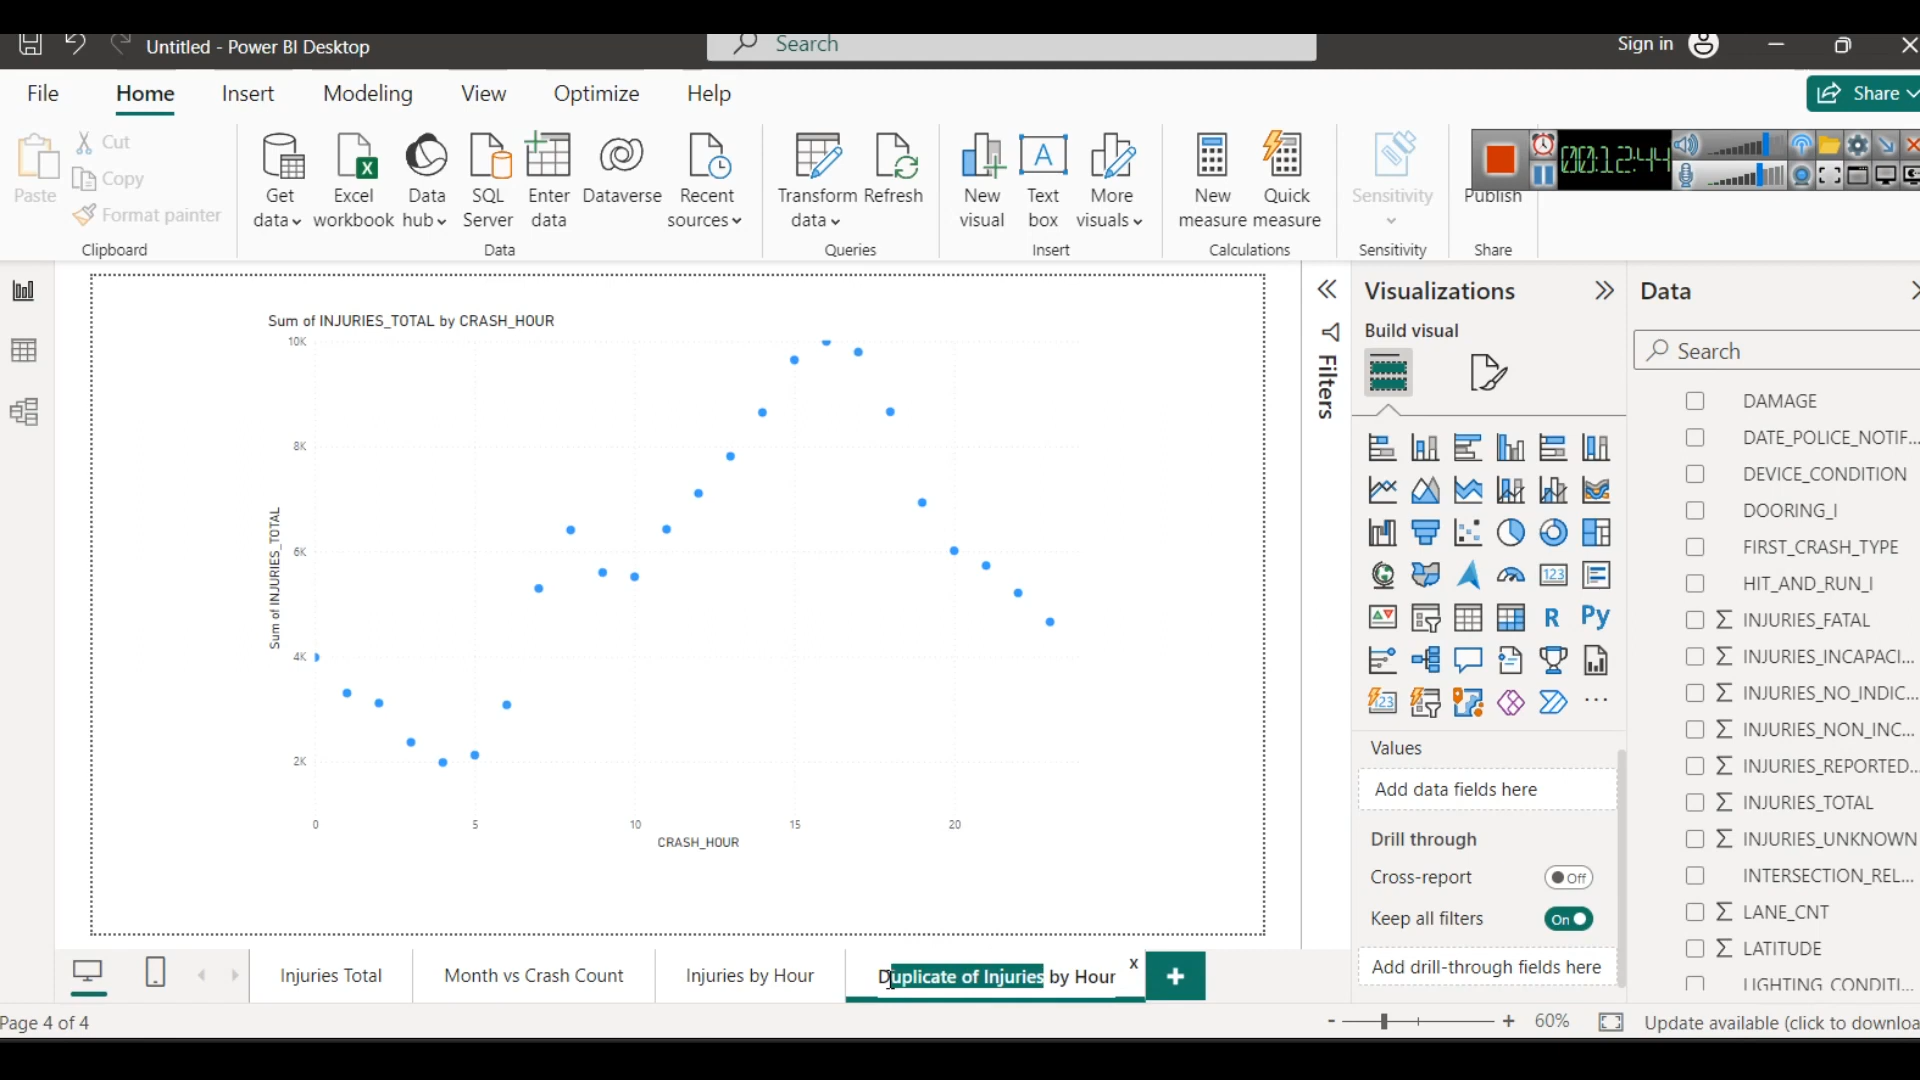 Untitled - Power BI Desktop
Search
Sign in
File
Home
Insert
Modeling
View
Optimize
Help
Share
Paste
Cut
Copy
Format painter
Clipboard
Get
data
Excel
workbook
Data
hub
SQL
Server
Enter
data
Dataverse
Recent
sources
Data
Transform
data
Refresh
Queries
New
visual
Text
box
More
visuals
Insert
New
measure
Quick
measure
Calculations
Sensitivity
Sensitivity
Publish
Share
00:12:44
Sum of INJURIES_TOTAL by CRASH_HOUR
10K
8K
6K
4K
2K
Sum of INJURIES_TOTAL
0
5
10
15
20
CRASH_HOUR
Filters
Visualizations
Build visual
123
R
Py
123
Values
Add data fields here
Drill through
Cross-report
Off
Keep all filters
On
Add drill-through fields here
Data
Search
DAMAGE
DATE_POLICE_NOTIF...
DEVICE_CONDITION
DOORING_I
FIRST_CRASH_TYPE
HIT_AND_RUN_I
INJURIES_FATAL
INJURIES_INCAPACI...
INJURIES_NO_INDIC...
INJURIES_NON_INC...
INJURIES_REPORTED...
INJURIES_TOTAL
INJURIES_UNKNOWN
INTERSECTION_REL...
LANE_CNT
LATITUDE
LIGHTING_CONDITI...
Injuries Total
Month vs Crash Count
Injuries by Hour
Duplicate of Injuries by Hour
x
Page 4 of 4
- + 60%
Update available (click to downloa